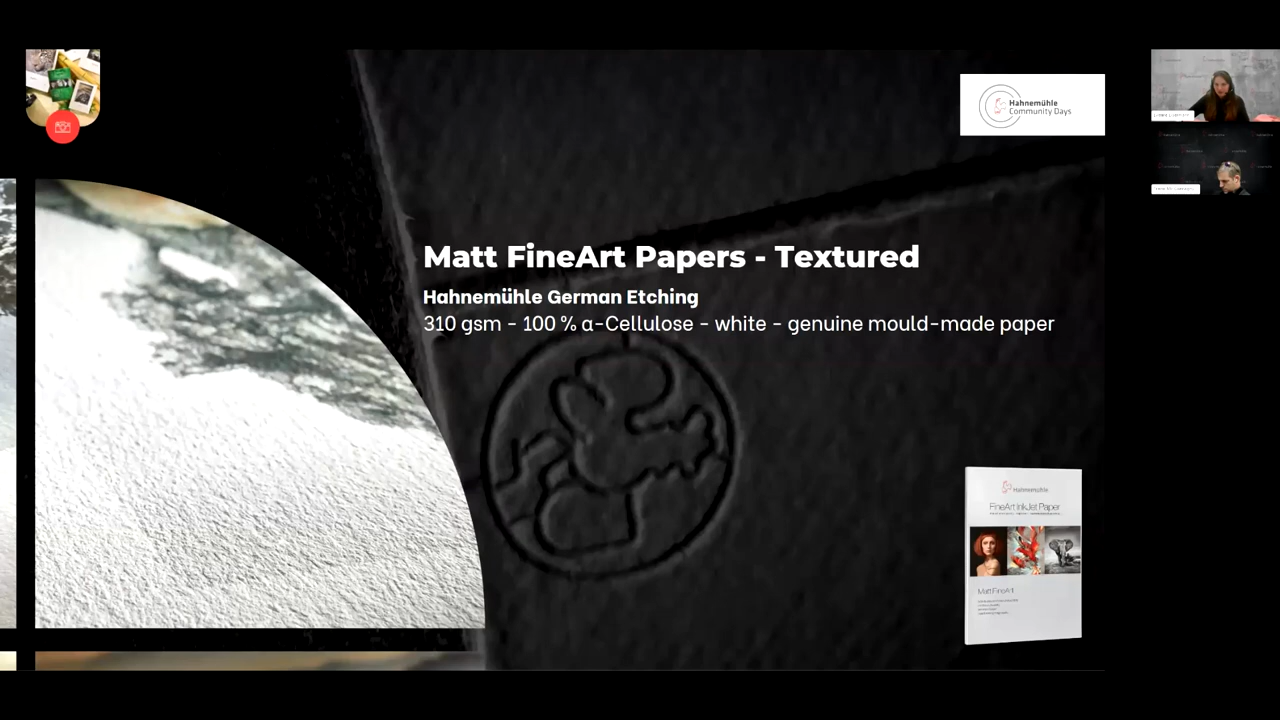 Hahnemühle
Community Days
Matt FineArt Papers - Textured
Hahnemühle German Etching
310 gsm - 100 % α-Cellulose - white - genuine mould-made paper
Hahnemühle
FineArt InkJet Paper
Matt FineArt